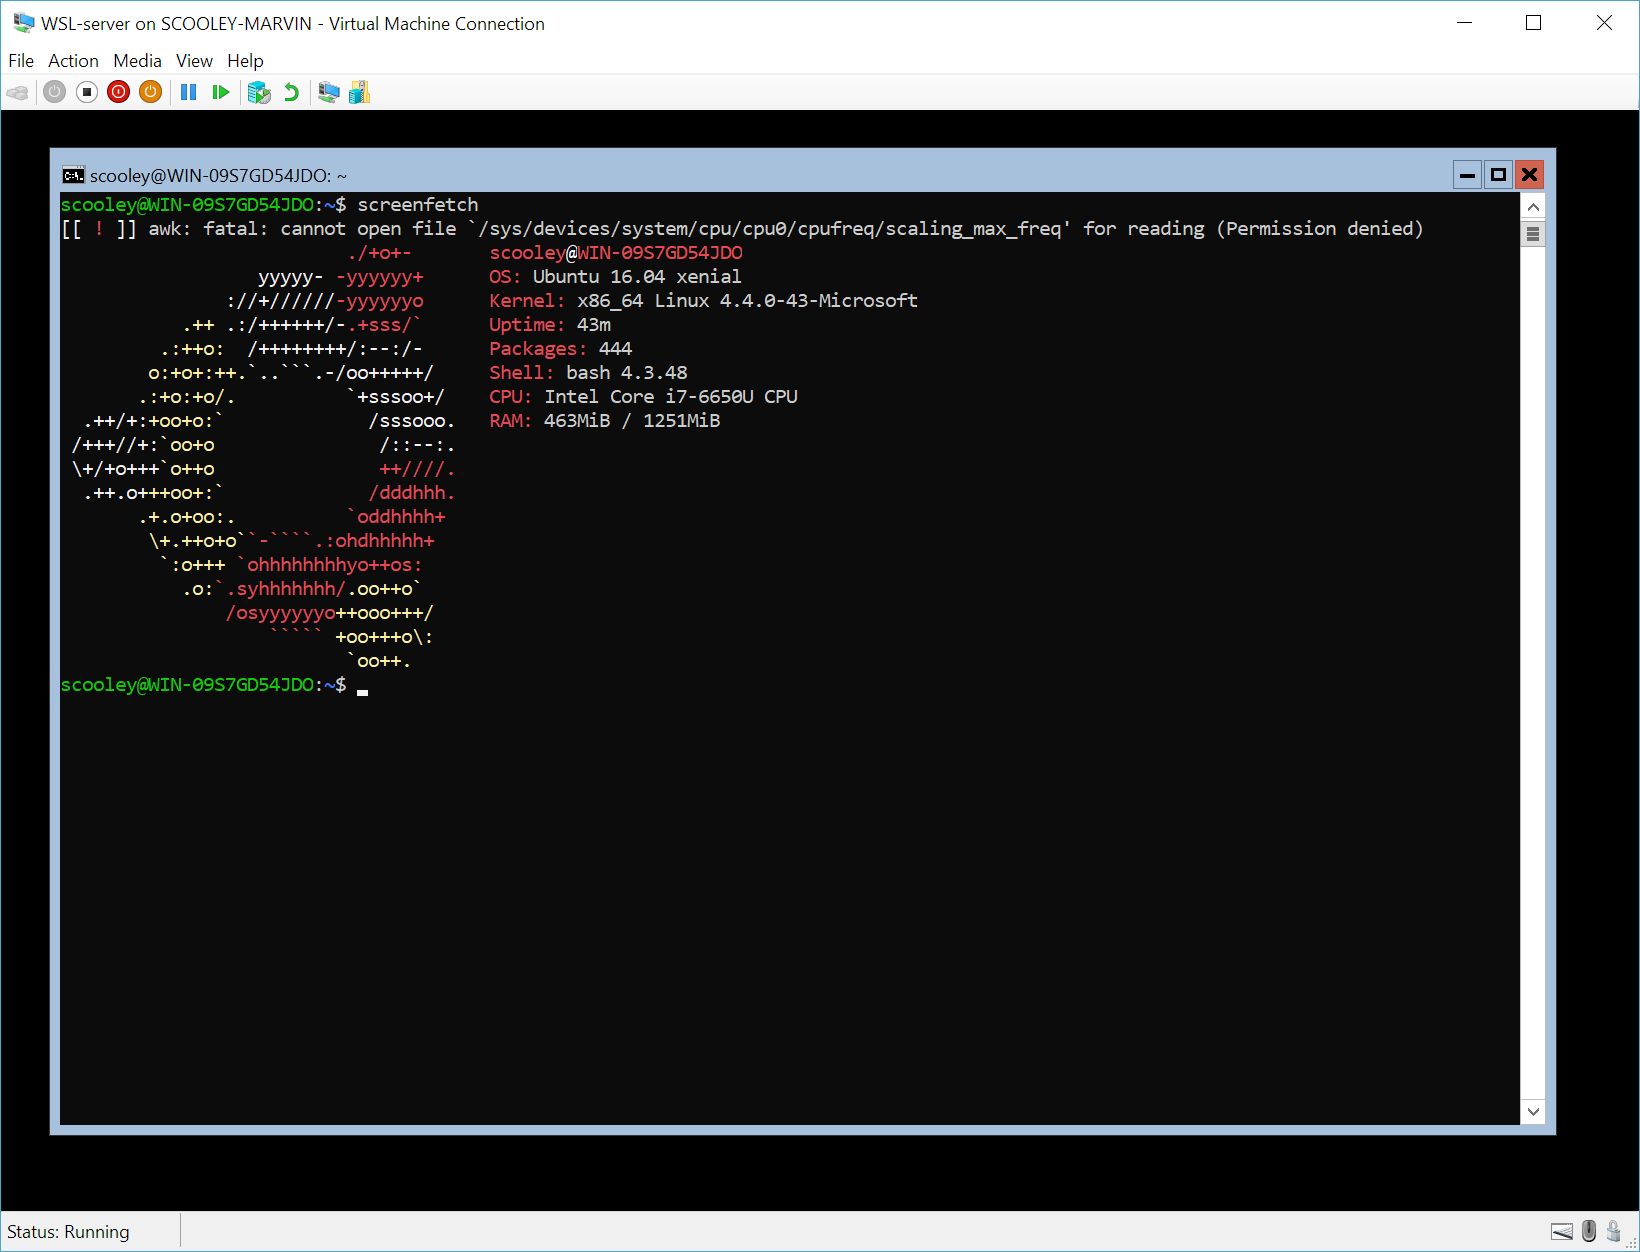 WSL-server on SCOOLEY-MARVIN - Virtual Machine Connection
File Action Media View Help
scooley@WIN-09S7GD54JDO: ~
scooley@WIN-09S7GD54JDO:~$ screenfetch
[[ ! ]] awk: fatal: cannot open file `/sys/devices/system/cpu/cpu0/cpufreq/scaling_max_freq' for reading (Permission denied)
                          ./+o+-       scooley@WIN-09S7GD54JDO
                  yyyyy- -yyyyyy+      OS: Ubuntu 16.04 xenial
               ://+//////-yyyyyyo      Kernel: x86_64 Linux 4.4.0-43-Microsoft
           .++ .:/++++++/-.+sss/`      Uptime: 43m
         .:++o:  /++++++++/:--:/-      Packages: 444
        o:+o+:++.`..```.-/oo+++++/     Shell: bash 4.3.48
       .:+o:+o/.          `+sssoo+/    CPU: Intel Core i7-6650U CPU
  .++/+:+oo+o:`             /sssooo.   RAM: 463MiB / 1251MiB
 /+++//+:`oo+o               /::--:.
 \+/+o+++`o++o               ++////.
  .++.o+++oo+:`             /dddhhh.
       .+.o+oo:.          `oddhhhh+
        \+.++o+o``-````.:ohdhhhhh+
         `:o+++ `ohhhhhhhhyo++os:
           .o:`.syhhhhhhh/.oo++o`
               /osyyyyyyo++ooo+++/
                   ````` +oo+++o\:
                          `oo++.
scooley@WIN-09S7GD54JDO:~$ _
Status: Running